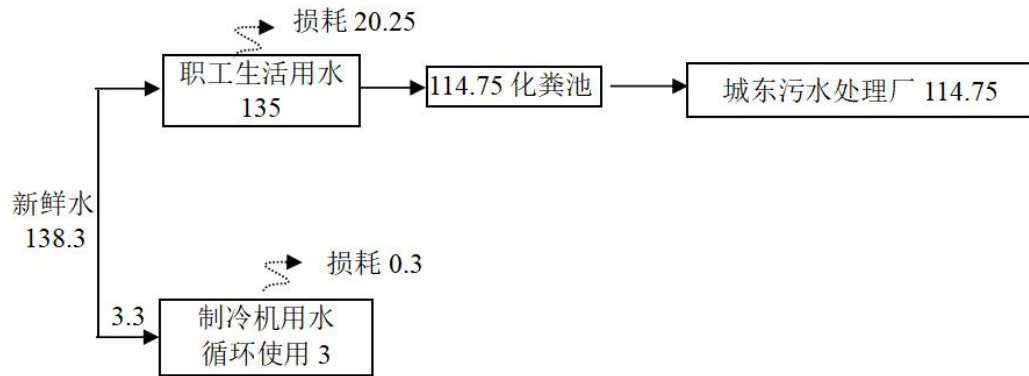 损耗 20.25
职工生活用水
135
114.75 化粪池
城东污水处理厂 114.75
新鲜水
138.3
损耗 0.3
3.3
制冷机用水
循环使用 3